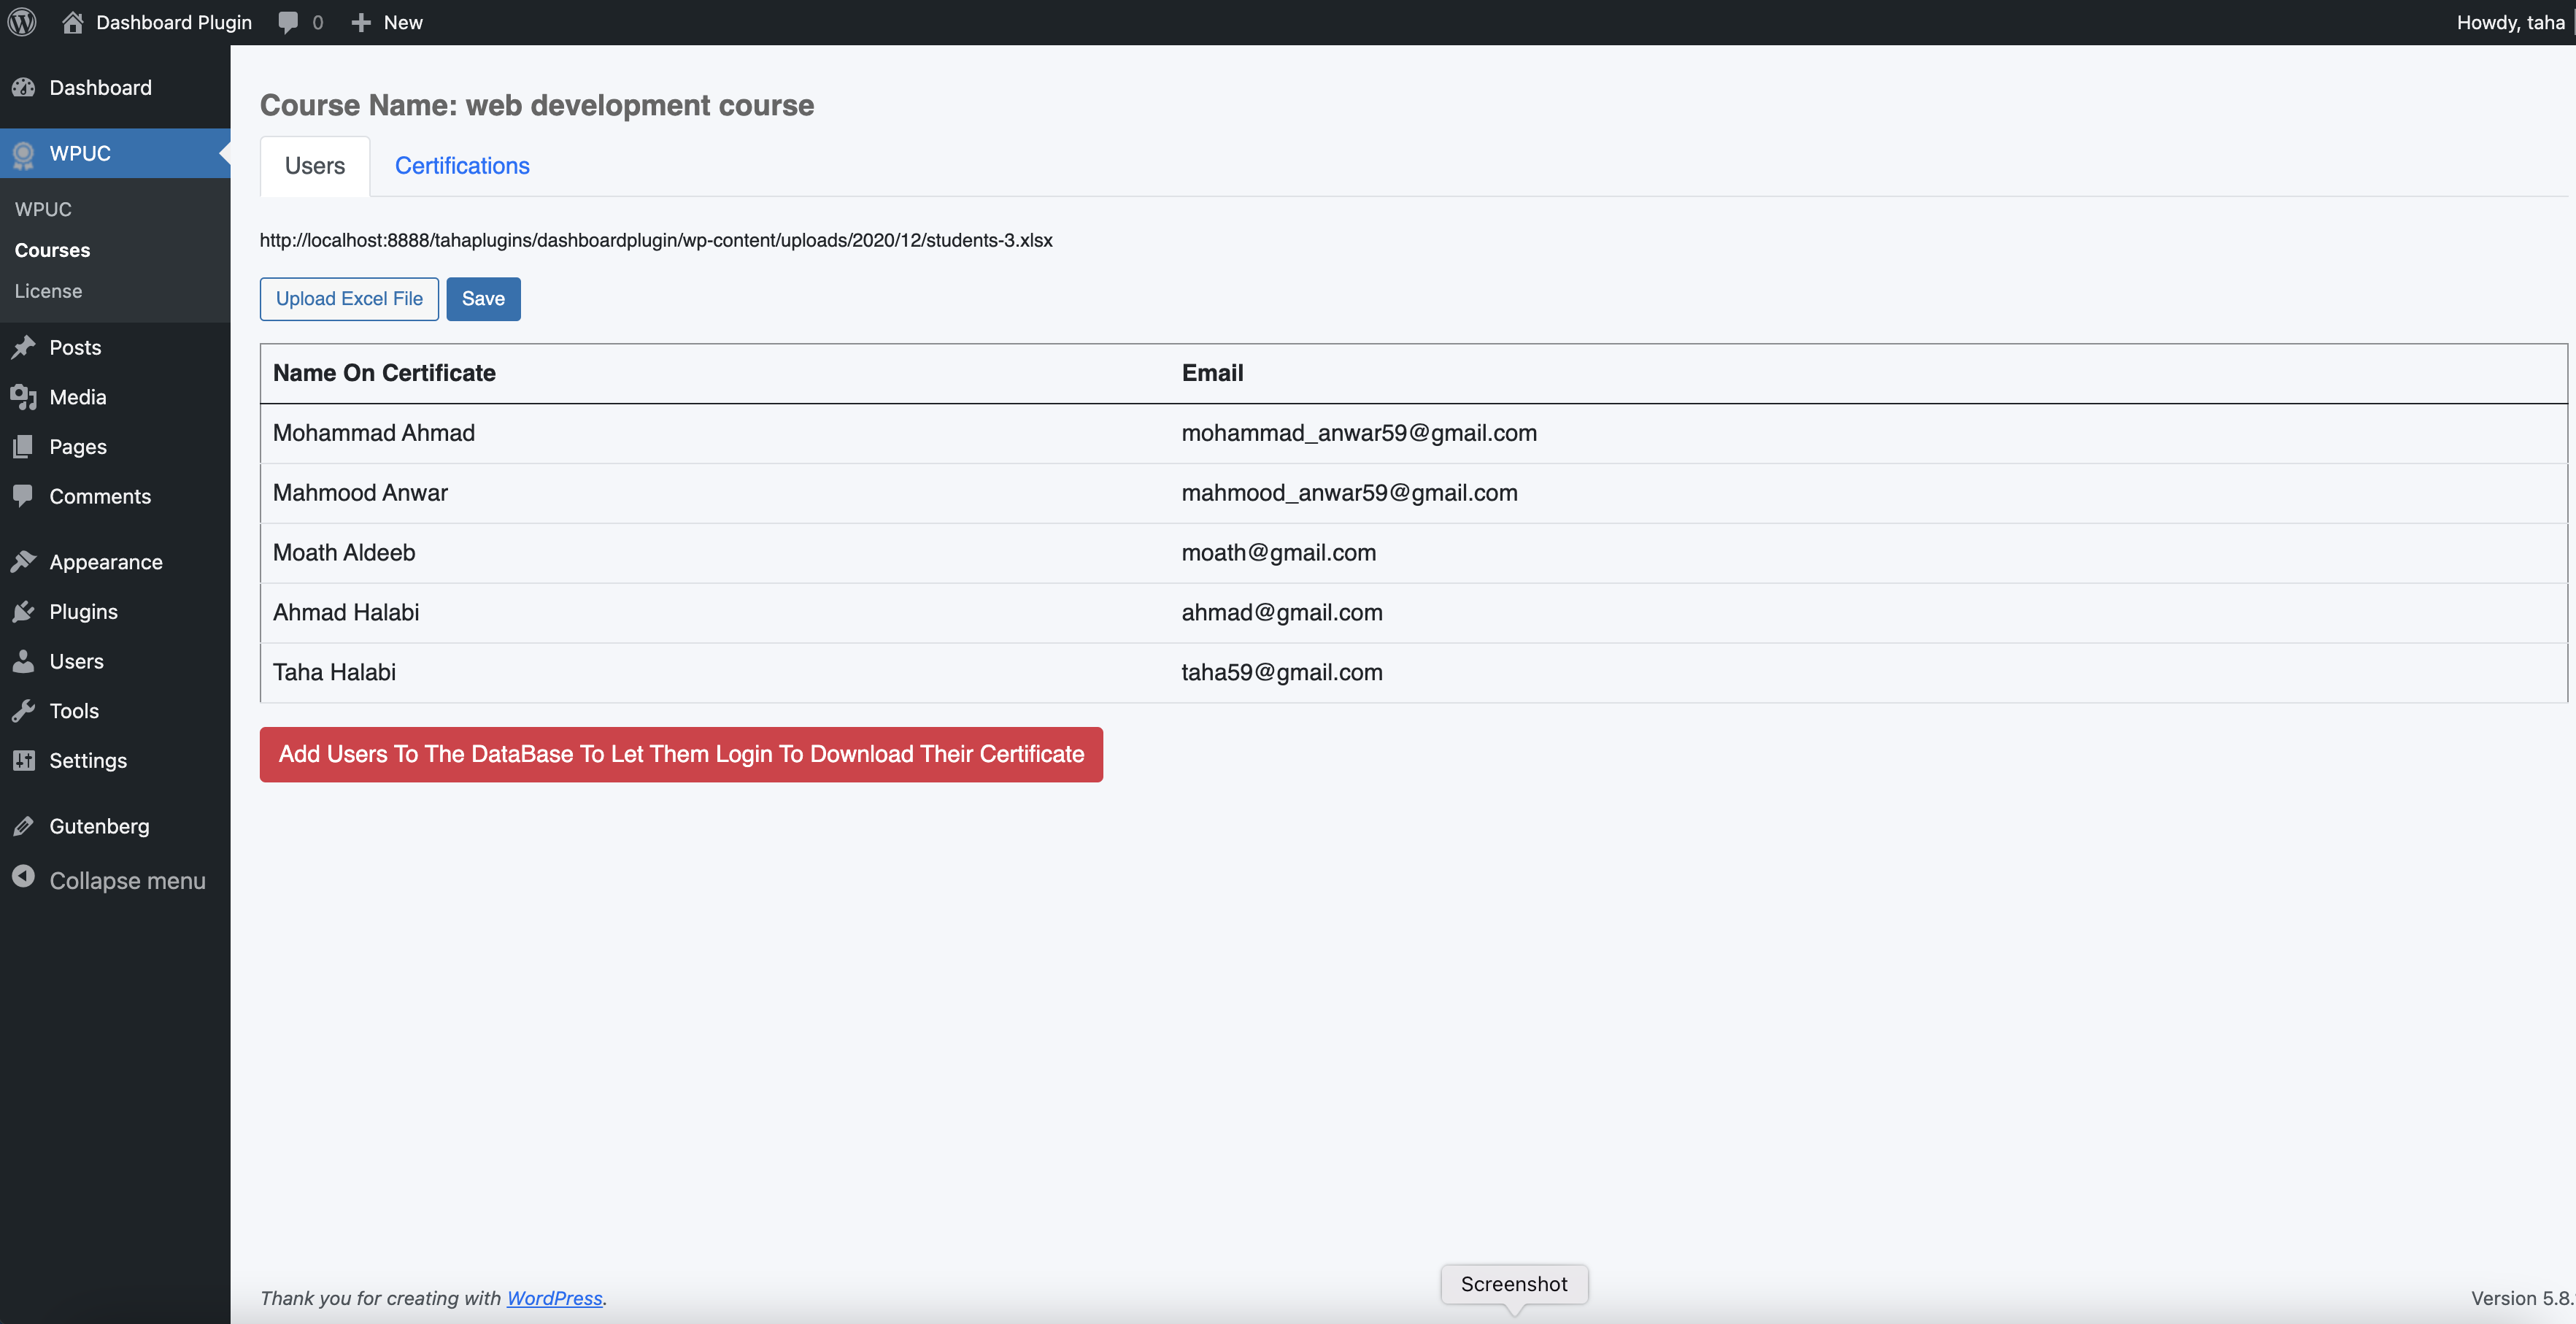 Dashboard Plugin 0 New Howdy, taha
Dashboard
WPUC
WPUC
Courses
License
Posts
Media
Pages
Comments
Appearance
Plugins
Users
Tools
Settings
Gutenberg
Collapse menu
Course Name: web development course
Users Certifications
http://localhost:8888/tahaplugins/dashboardplugin/wp-content/uploads/2020/12/students-3.xlsx
Upload Excel File Save
Name On Certificate Email
Mohammad Ahmad mohammad_anwar59@gmail.com
Mahmood Anwar mahmood_anwar59@gmail.com
Moath Aldeeb moath@gmail.com
Ahmad Halabi ahmad@gmail.com
Taha Halabi taha59@gmail.com
Add Users To The DataBase To Let Them Login To Download Their Certificate
Screenshot
Thank you for creating with WordPress. Version 5.8.